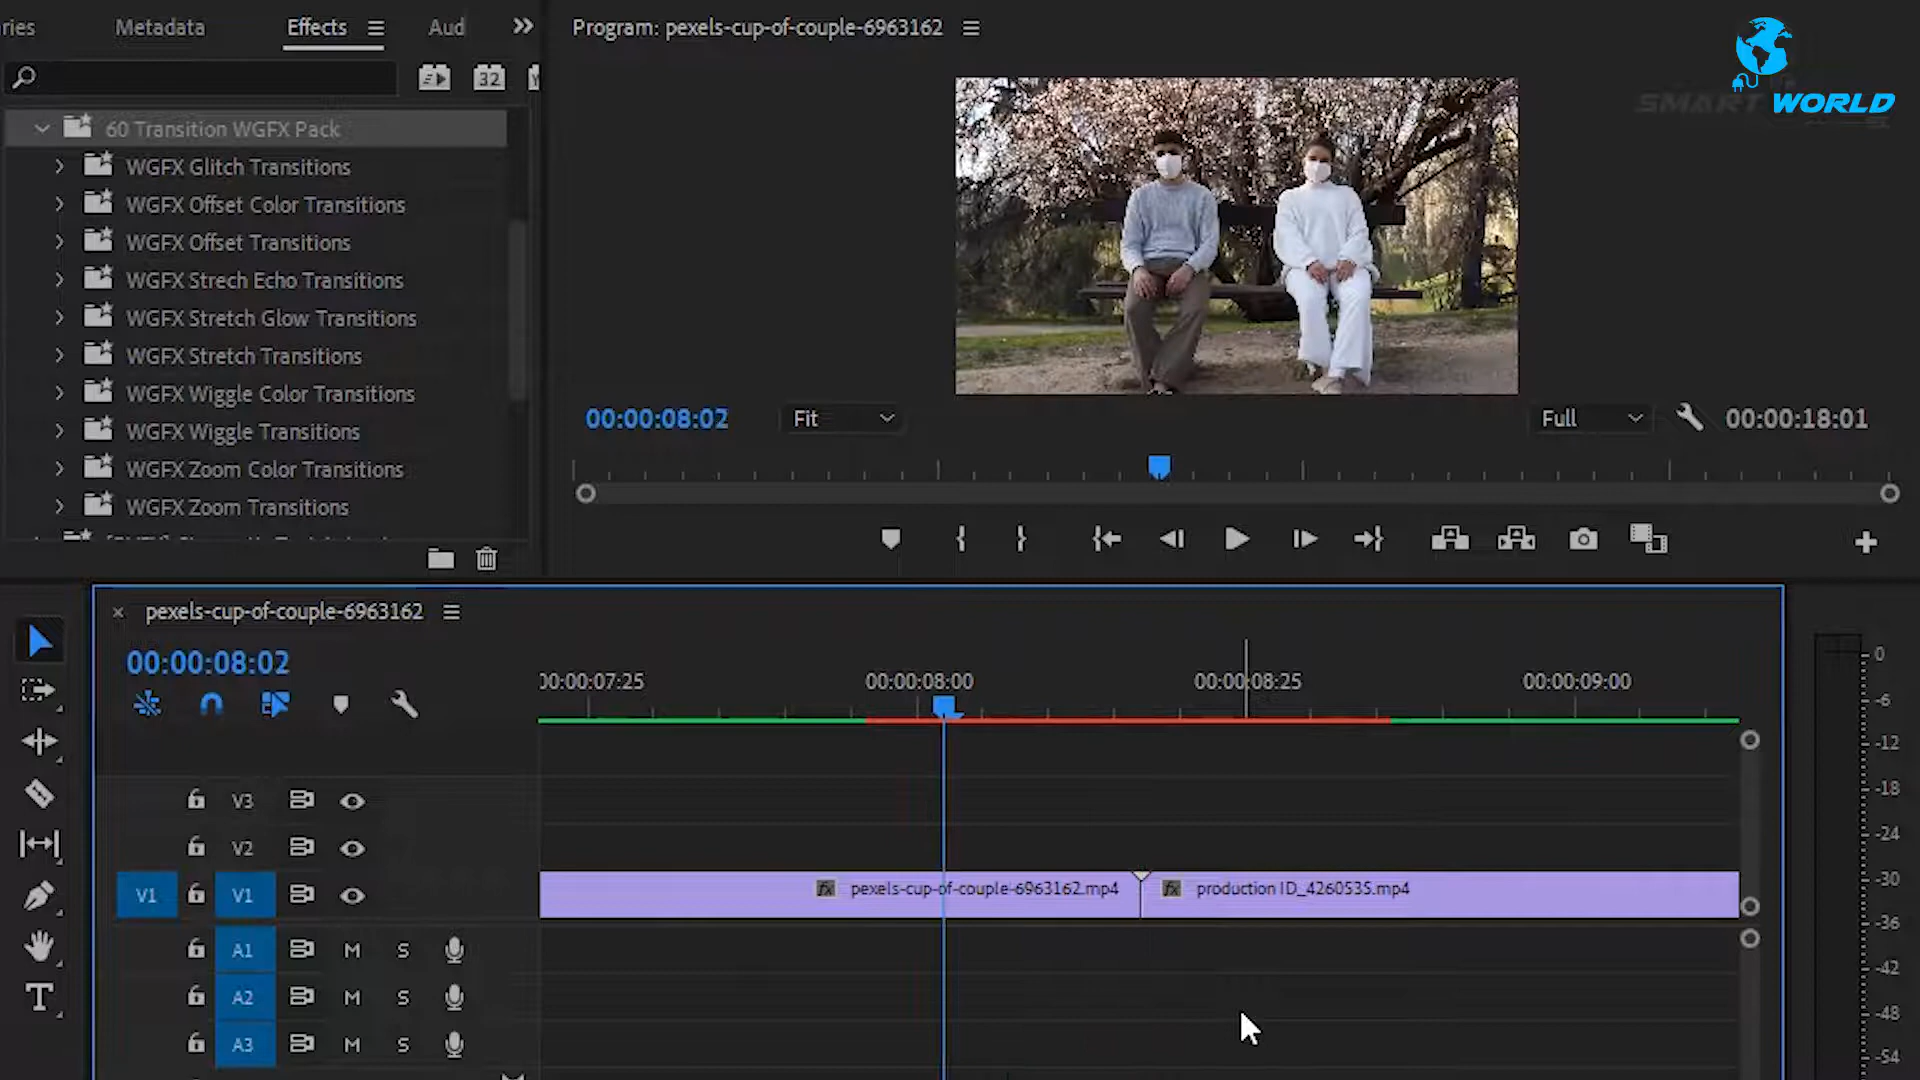 ries Metadata Effects Aud
Program: pexels-cup-of-couple-6963162
SMART WORLD
32
60 Transition WGFX Pack
WGFX Glitch Transitions
WGFX Offset Color Transitions
WGFX Offset Transitions
WGFX Strech Echo Transitions
WGFX Stretch Glow Transitions
WGFX Stretch Transitions
WGFX Wiggle Color Transitions
WGFX Wiggle Transitions
WGFX Zoom Color Transitions
WGFX Zoom Transitions
00:00:08:02 Fit Full 00:00:18:01
pexels-cup-of-couple-6963162
00:00:08:02
00:00:07:25 00:00:08:00 00:00:08:25 00:00:09:00
V3
V2
V1 V1 fx pexels-cup-of-couple-6963162.mp4 fx production ID_4260535.mp4
A1 M S
A2 M S
A3 M S
0
-6
-12
-18
-24
-30
-36
-42
-48
-54